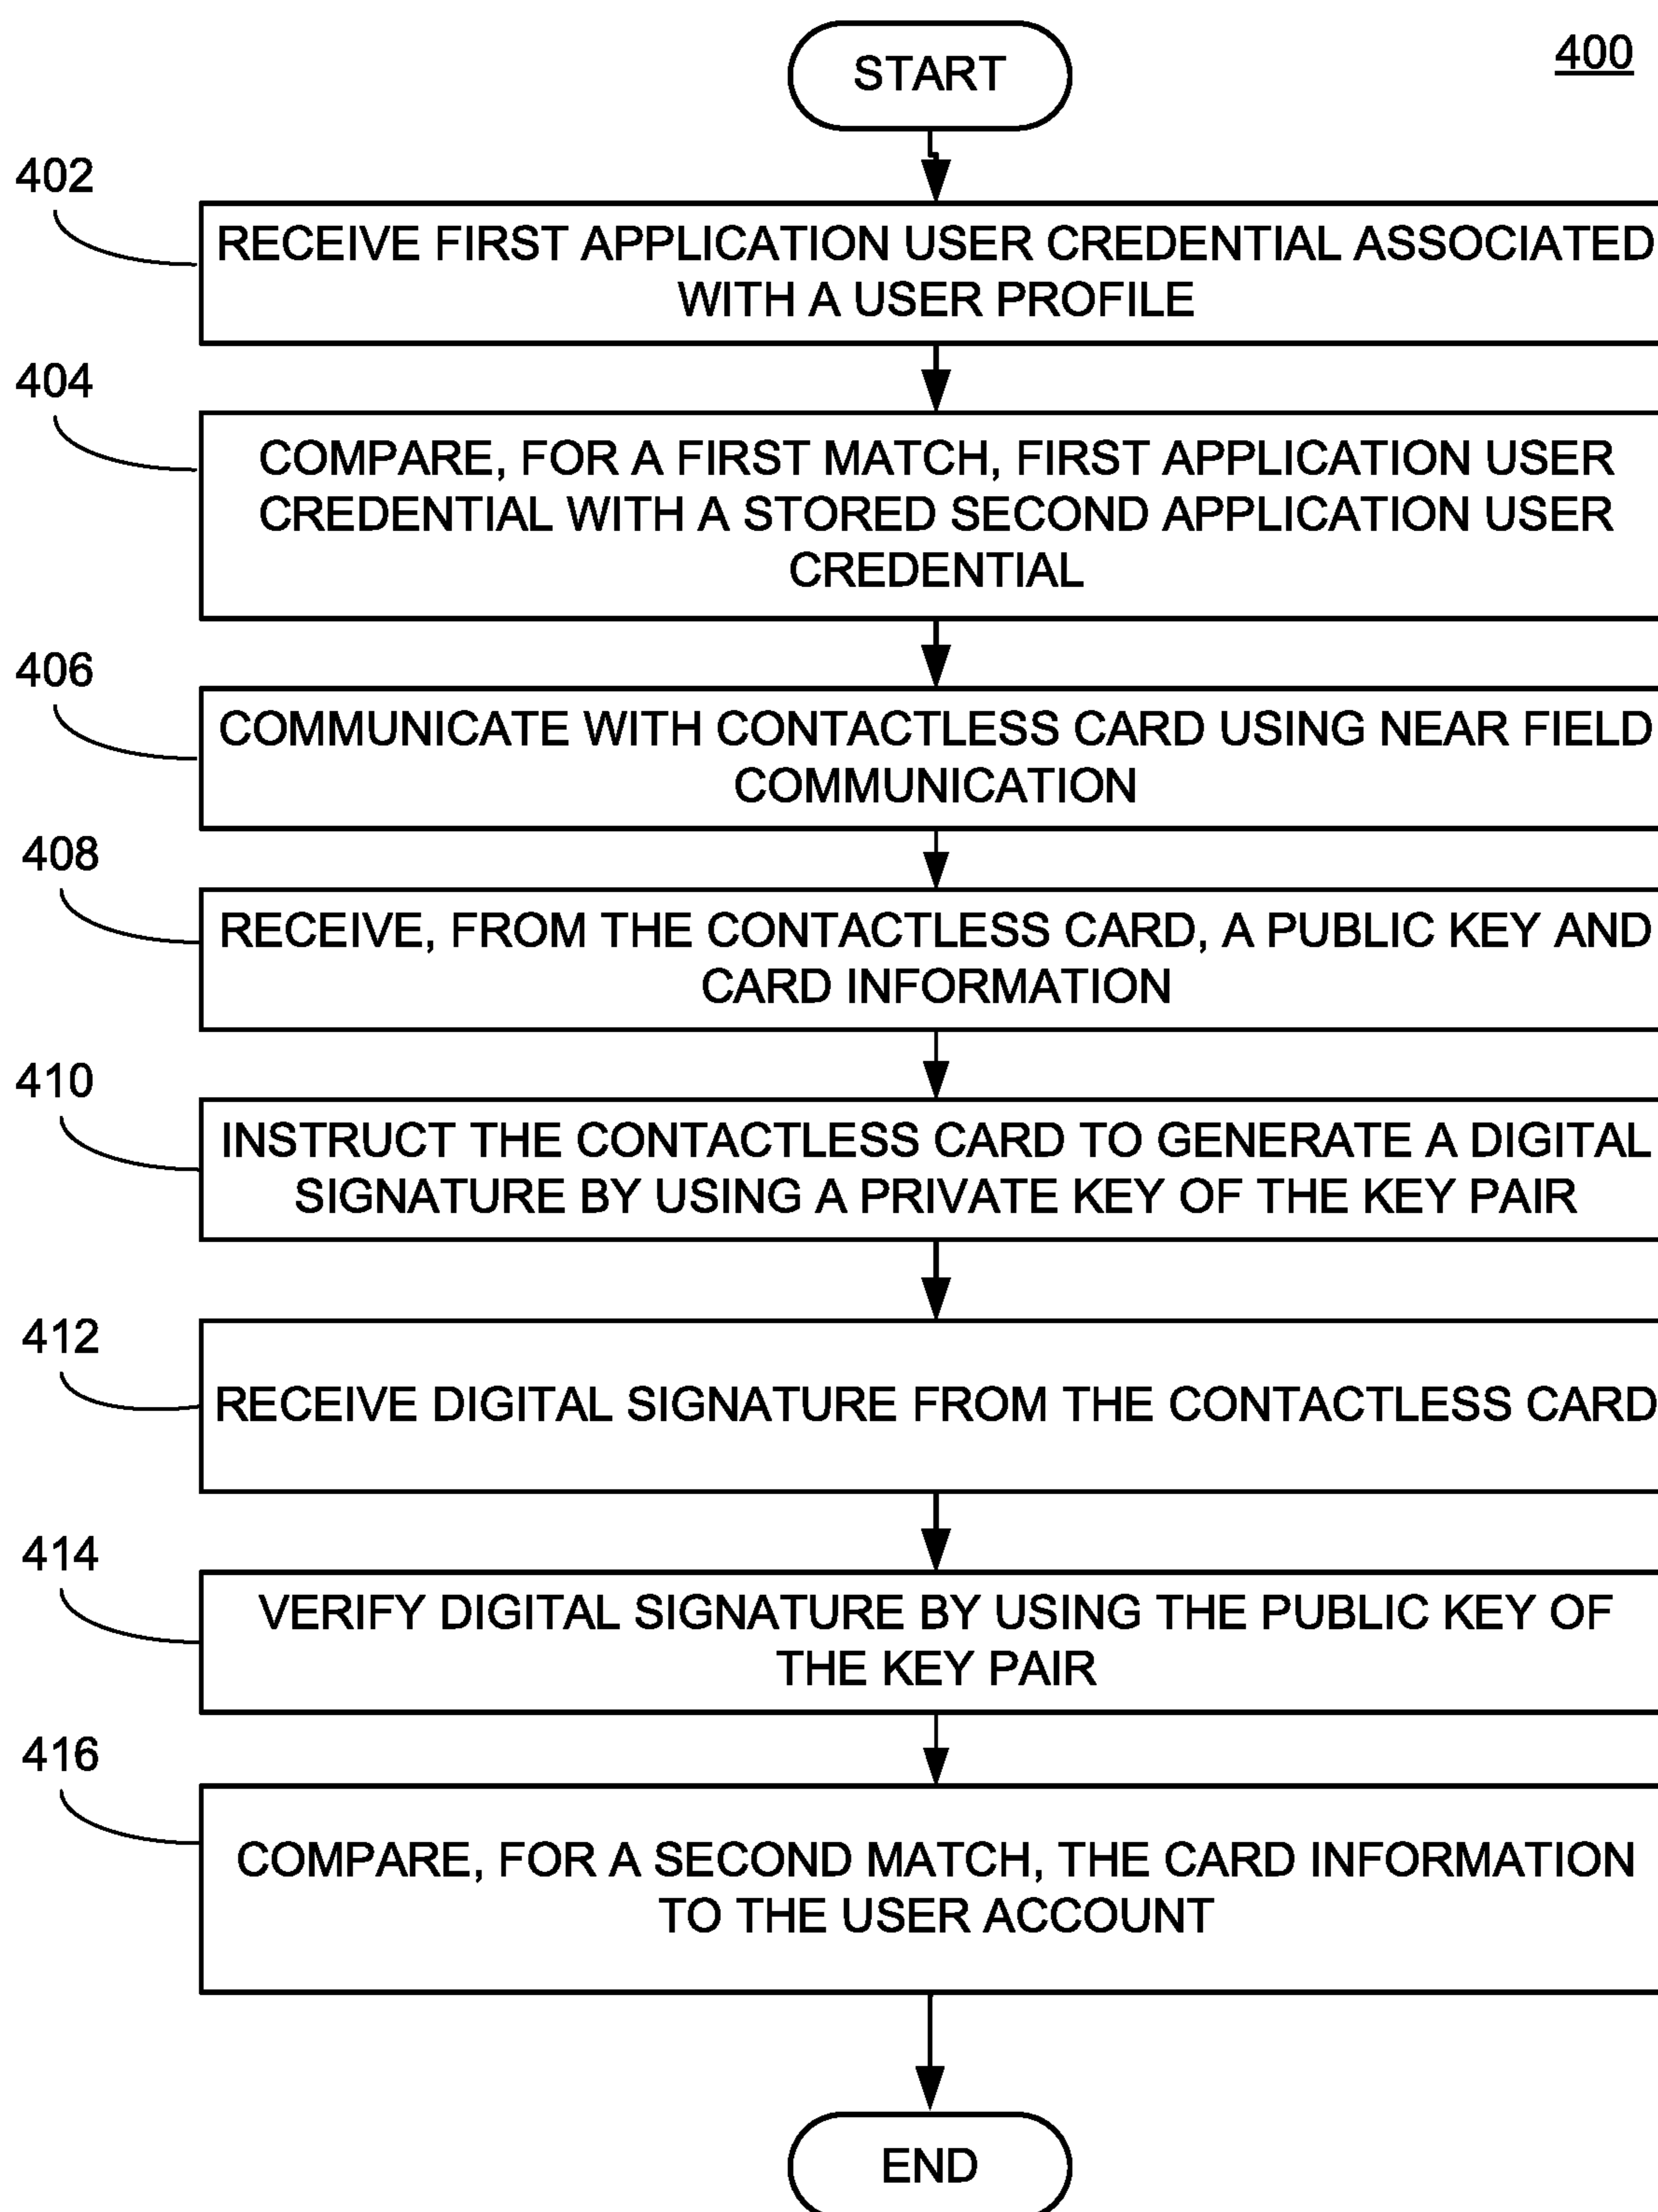 START
400
402
RECEIVE FIRST APPLICATION USER CREDENTIAL ASSOCIATED
WITH A USER PROFILE
404
COMPARE, FOR A FIRST MATCH, FIRST APPLICATION USER
CREDENTIAL WITH A STORED SECOND APPLICATION USER
CREDENTIAL
406
COMMUNICATE WITH CONTACTLESS CARD USING NEAR FIELD
COMMUNICATION
408
RECEIVE, FROM THE CONTACTLESS CARD, A PUBLIC KEY AND
CARD INFORMATION
410
INSTRUCT THE CONTACTLESS CARD TO GENERATE A DIGITAL
SIGNATURE BY USING A PRIVATE KEY OF THE KEY PAIR
412
RECEIVE DIGITAL SIGNATURE FROM THE CONTACTLESS CARD
414
VERIFY DIGITAL SIGNATURE BY USING THE PUBLIC KEY OF
THE KEY PAIR
416
COMPARE, FOR A SECOND MATCH, THE CARD INFORMATION
TO THE USER ACCOUNT
END